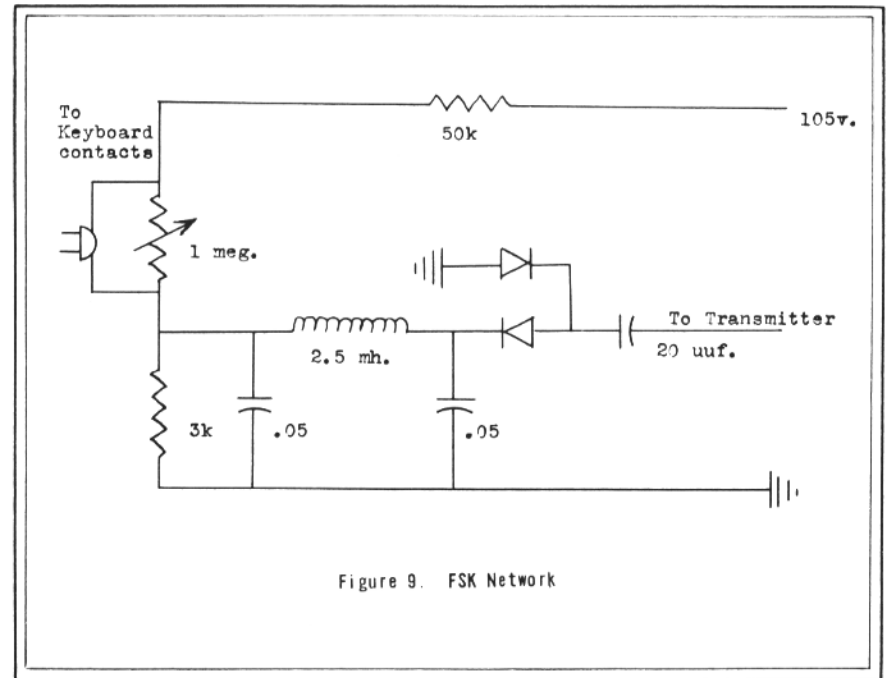 To
Keyboard
contacts
50k
105v.
1 meg.
To Transmitter
20 uuf.
2.5 mh.
3k
.05
.05
Figure 9. FSK Network